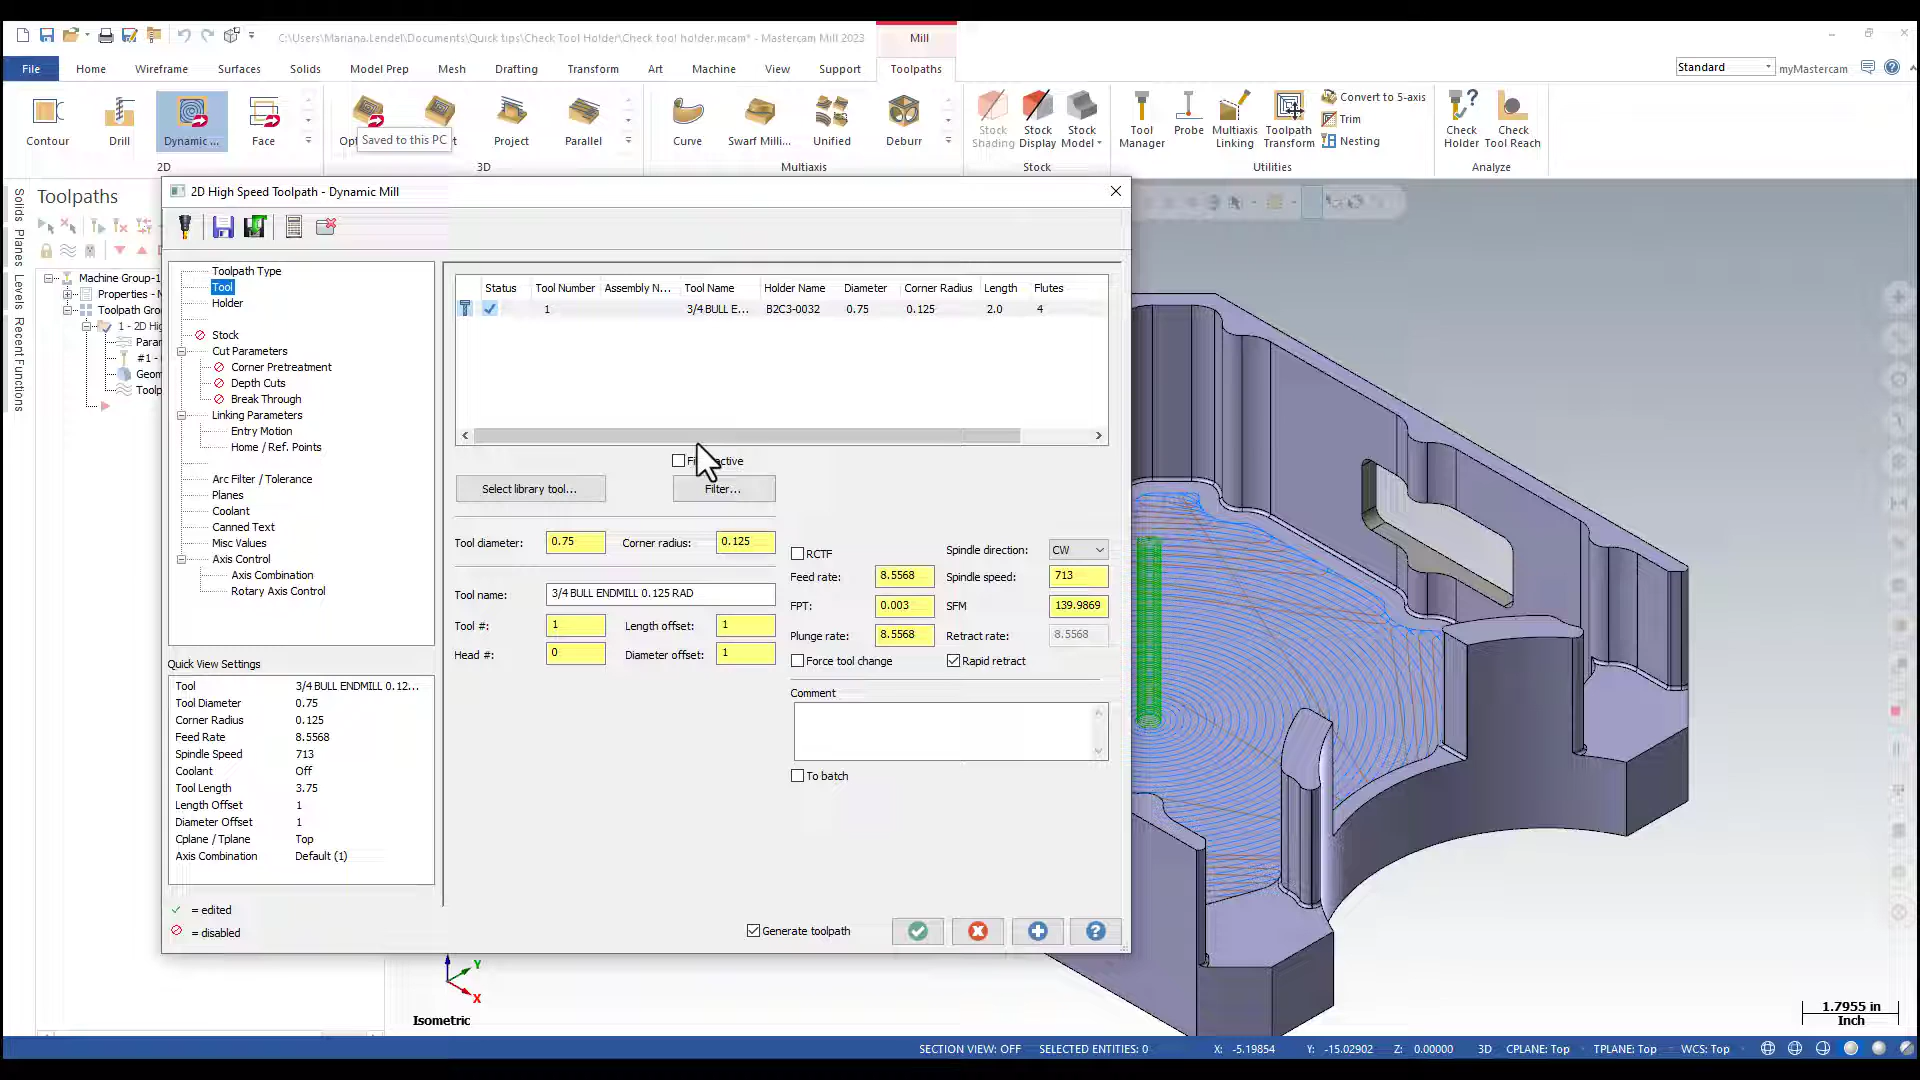 C:\Users\Mariana.Lendel\Documents\Quick tips\Check Tool Holder\Check tool holder.mcam* - Mastercam Mill 2023
Mill
File Home Wireframe Surfaces Solids Model Prep Mesh Drafting Transform Art Machine View Support Toolpaths
Standard myMastercam
Contour Drill Dynamic ... Face
Project Parallel
Curve Swarf Milli... Unified Deburr
Stock Shading
Stock Display
Stock Model
Tool Manager
Probe
Multiaxis Linking
Toolpath Transform
Convert to 5-axis
Trim
Nesting
Check Holder
Check Tool Reach
Saved to this PC
2D 3D Multiaxis Stock Utilities Analyze
Solids Planes Levels Recent Functions
Toolpaths
Machine Group-1
Properties - M
Toolpath Gro
1 - 2D Hi
Paran
#1 -
Geom
Toolp
2D High Speed Toolpath - Dynamic Mill
Toolpath Type
Tool
Holder
Stock
Cut Parameters
Corner Pretreatment
Depth Cuts
Break Through
Linking Parameters
Entry Motion
Home / Ref. Points
Arc Filter / Tolerance
Planes
Coolant
Canned Text
Misc Values
Axis Control
Axis Combination
Rotary Axis Control
Quick View Settings
Tool 3/4 BULL ENDMILL 0.12...
Tool Diameter 0.75
Corner Radius 0.125
Feed Rate 8.5568
Spindle Speed 713
Coolant Off
Tool Length 3.75
Length Offset 1
Diameter Offset 1
Cplane / Tplane Top
Axis Combination Default (1)
= edited
= disabled
Status Tool Number Assembly N... Tool Name Holder Name Diameter Corner Radius Length Flutes
1 3/4 BULL E... B2C3-0032 0.75 0.125 2.0 4
Select library tool...
Filter...
Tool diameter: 0.75 Corner radius: 0.125
Tool name: 3/4 BULL ENDMILL 0.125 RAD
Tool #: 1 Length offset: 1
Head #: 0 Diameter offset: 1
RCTF Spindle direction: CW
Feed rate: 8.5568 Spindle speed: 713
FPT: 0.003 SFM 139.9869
Plunge rate: 8.5568 Retract rate: 8.5568
Force tool change Rapid retract
Comment
To batch
Generate toolpath
Y
X
Isometric
1.7955 in
Inch
SECTION VIEW: OFF SELECTED ENTITIES: 0 X: -5.19854 Y: -15.02902 Z: 0.00000 3D CPLANE: Top TPLANE: Top WCS: Top